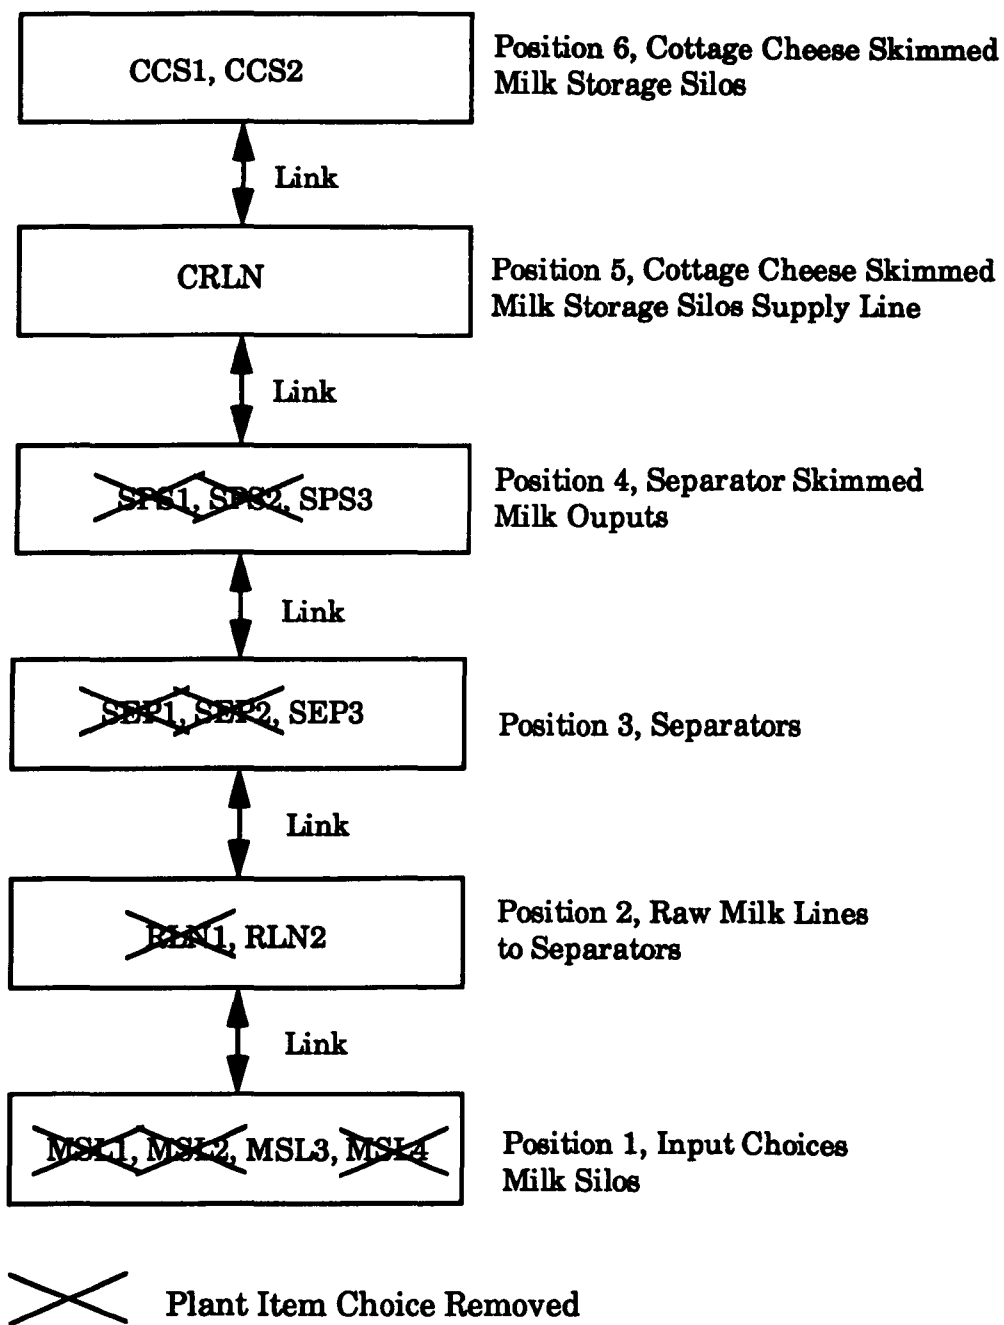 CCS1, CCS2
Position 6, Cottage Cheese Skimmed
Milk Storage Silos
Link
CRLN
Position 5, Cottage Cheese Skimmed
Milk Storage Silos Supply Line
Link
SPS1, SPS2, SPS3
Position 4, Separator Skimmed
Milk Ouputs
Link
SEP1, SEP2, SEP3
Position 3, Separators
Link
RLN1, RLN2
Position 2, Raw Milk Lines
to Separators
Link
MSL1, MSL2, MSL3, MSL4
Position 1, Input Choices
Milk Silos
Plant Item Choice Removed